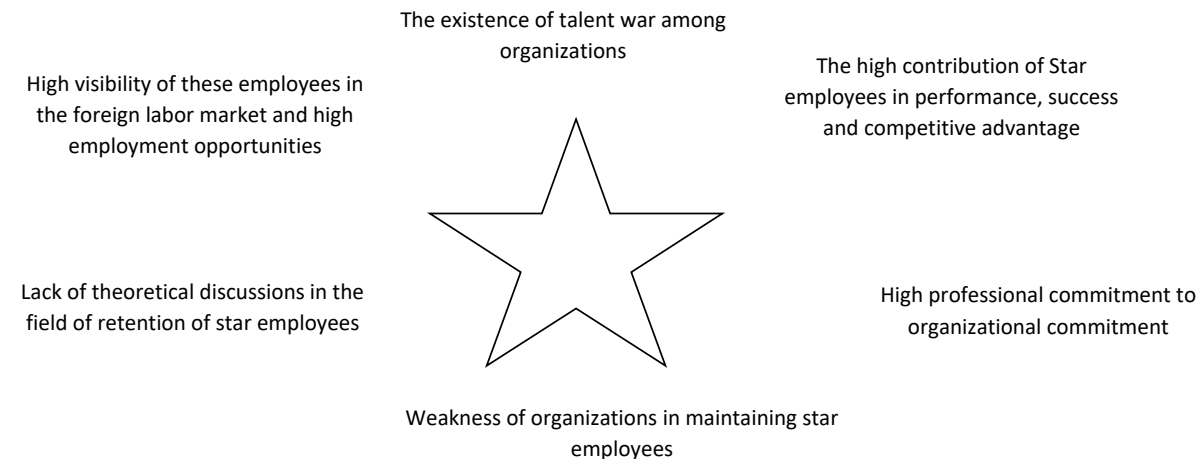 The existence of talent war among
organizations
High visibility of these employees in
the foreign labor market and high
employment opportunities
The high contribution of Star
employees in performance, success
and competitive advantage
Lack of theoretical discussions in the
field of retention of star employees
High professional commitment to
organizational commitment
Weakness of organizations in maintaining star
employees